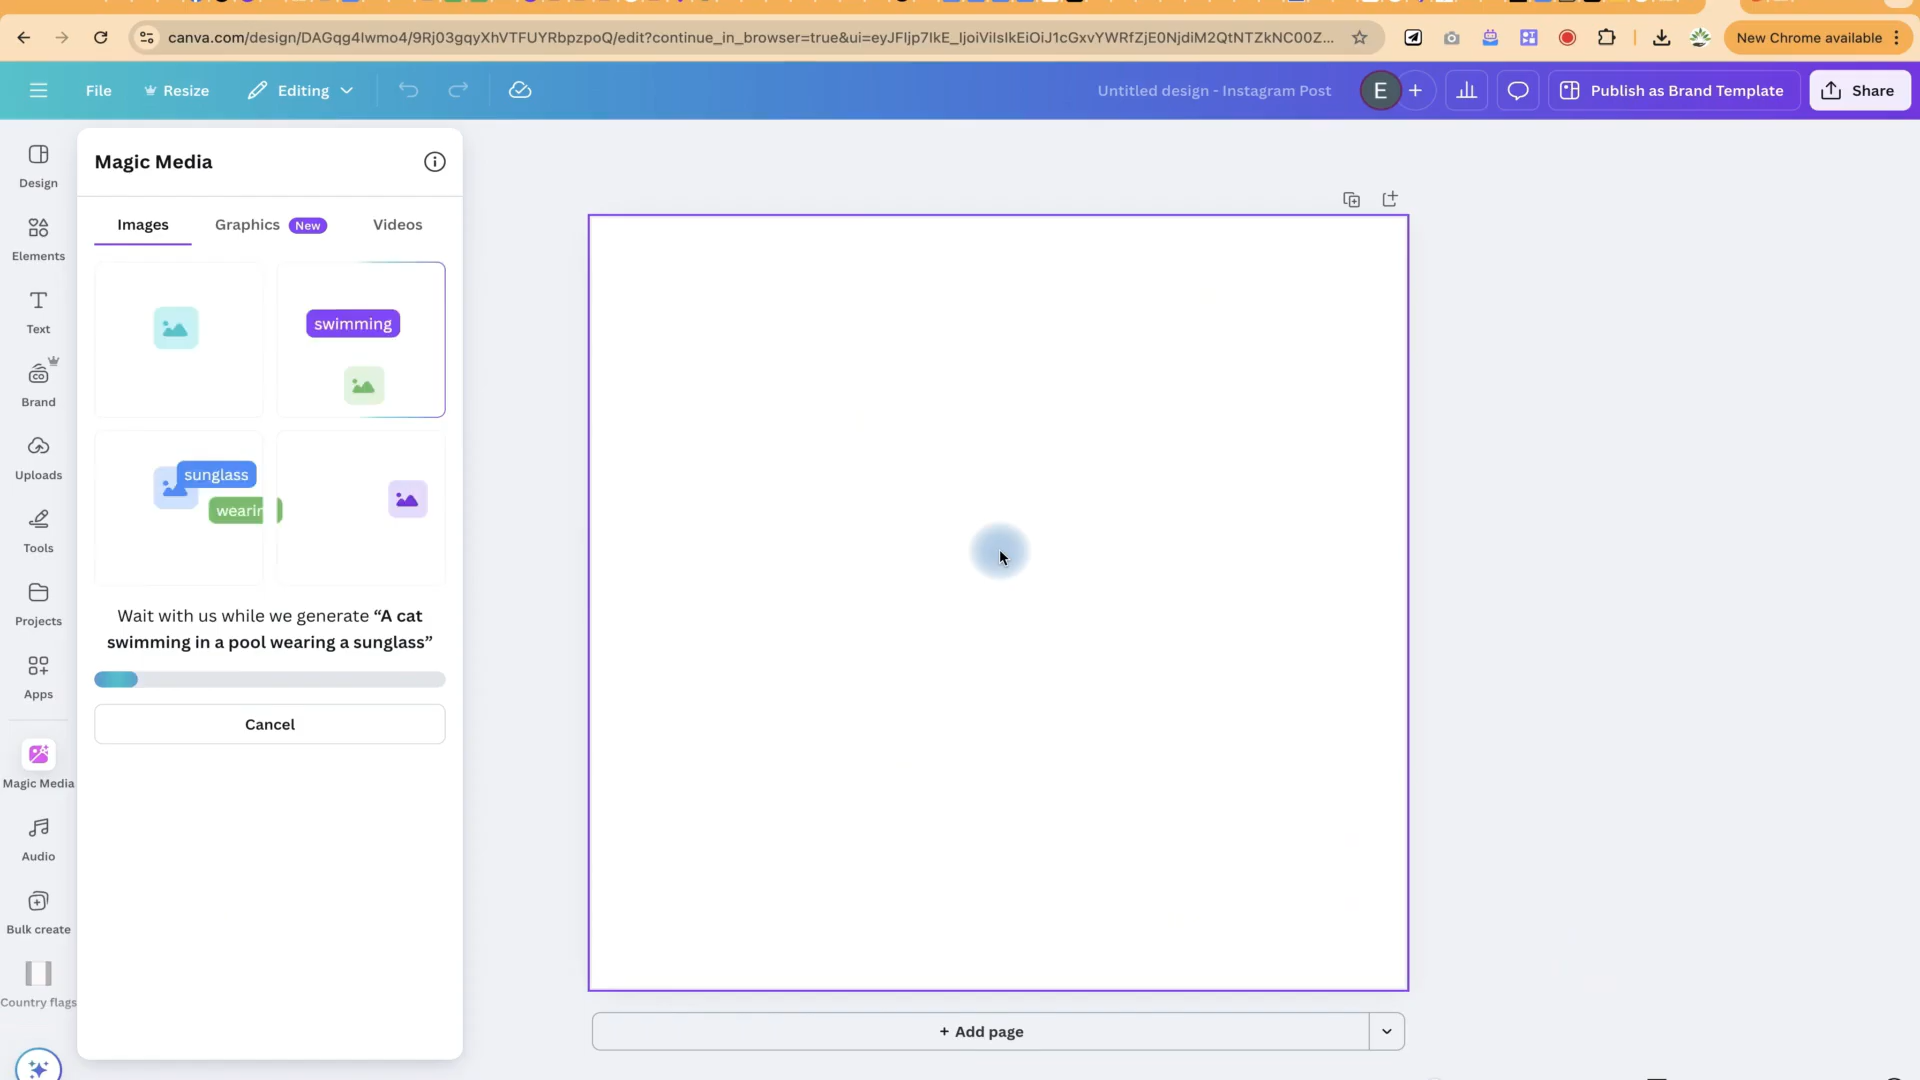 canva.com/design/DAGqg4Iwmo4/9Rj03gqyXhVTFUYRbpzpoQ/edit?continue_in_browser=true&ui=eyJFIjp7IkE_IjoiViIsIkEiOiJ1cGxvYWRfZjE0NjdiM2QtNTZkNC00Z...
New Chrome available
File
Resize
Editing
Untitled design - Instagram Post
E
Publish as Brand Template
Share
Magic Media
Images
Graphics
New
Videos
Design
Elements
Text
Brand
Uploads
Tools
Projects
Apps
Magic Media
Audio
Bulk create
Country flags
swimming
sunglass
wearin
Wait with us while we generate “A cat
swimming in a pool wearing a sunglass”
Cancel
+ Add page